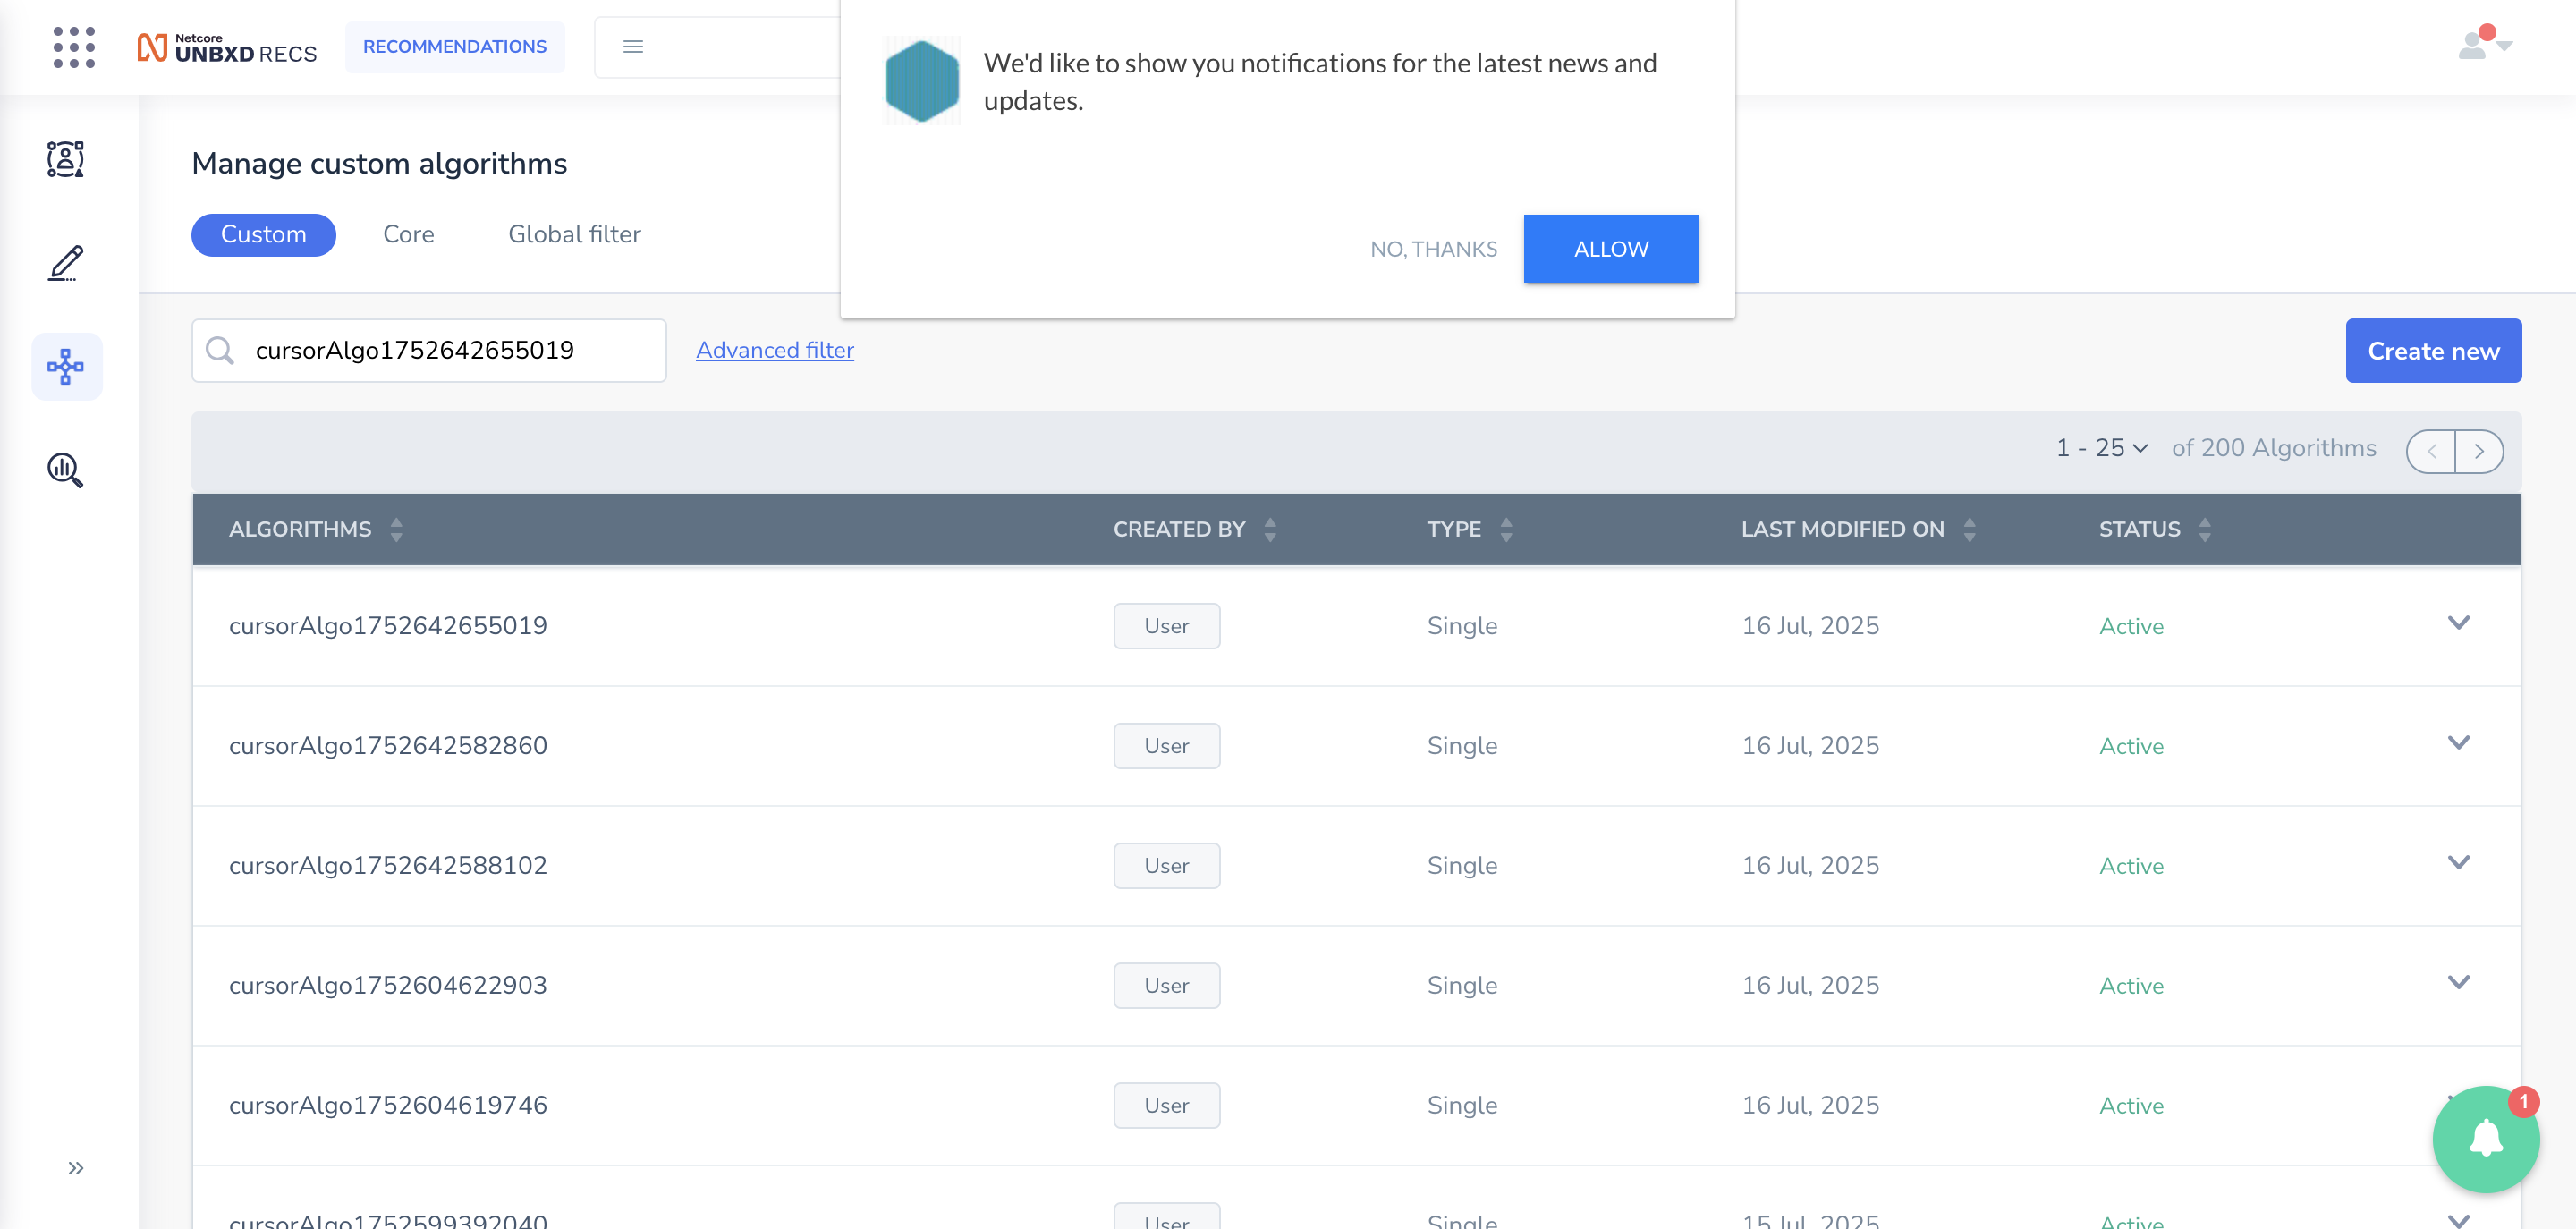 Netcore
UNBXD RECS
RECOMMENDATIONS
We'd like to show you notifications for the latest news and
updates.
NO, THANKS
ALLOW
Manage custom algorithms
Custom
Core
Global filter
cursorAlgo1752642655019
Advanced filter
Create new
1 - 25
of 200 Algorithms
ALGORITHMS
CREATED BY
TYPE
LAST MODIFIED ON
STATUS
cursorAlgo1752642655019
User
Single
16 Jul, 2025
Active
cursorAlgo1752642582860
User
Single
16 Jul, 2025
Active
cursorAlgo1752642588102
User
Single
16 Jul, 2025
Active
cursorAlgo1752604622903
User
Single
16 Jul, 2025
Active
cursorAlgo1752604619746
User
Single
16 Jul, 2025
Active
1
cursorAlgo1752599392040
User
Single
15 Jul, 2025
Active